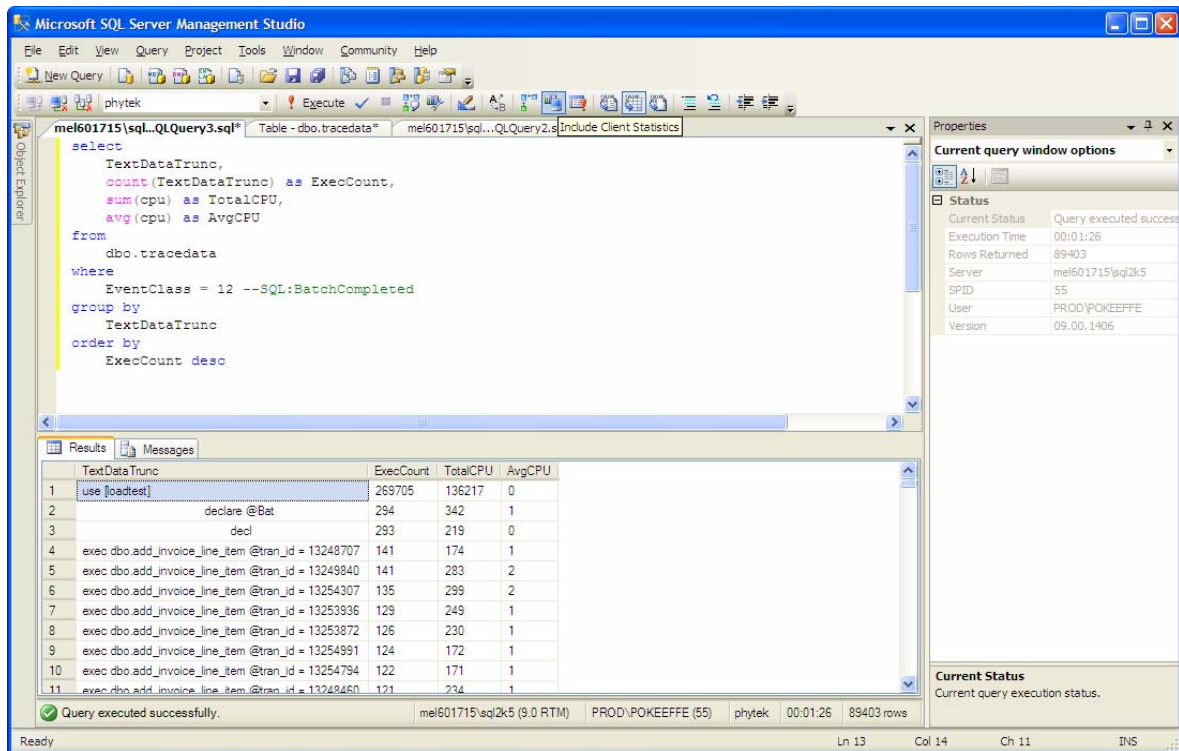 Microsoft SQL Server Management Studio
File Edit View Query Project Tools Window Community Help
New Query
phytek Execute
mel601715\sql...QLQuery3.sql* Table - dbo.tracedata* mel601715\sql...QLQuery2.s Include Client Statistics
Object Explorer
select
TextDataTrunc,
count(TextDataTrunc) as ExecCount,
sum(cpu) as TotalCPU,
avg(cpu) as AvgCPU
from
dbo.tracedata
where
EventClass = 12 --SQL:BatchCompleted
group by
TextDataTrunc
order by
ExecCount desc
Results Messages
TextDataTrunc ExecCount TotalCPU AvgCPU
1 use [loadtest] 269705 136217 0
2 declare @Bat 294 342 1
3 decl 293 219 0
4 exec dbo.add_invoice_line_item @tran_id = 13248707 141 174 1
5 exec dbo.add_invoice_line_item @tran_id = 13249840 141 283 2
6 exec dbo.add_invoice_line_item @tran_id = 13254307 135 299 2
7 exec dbo.add_invoice_line_item @tran_id = 13253936 129 249 1
8 exec dbo.add_invoice_line_item @tran_id = 13253872 126 230 1
9 exec dbo.add_invoice_line_item @tran_id = 13254991 124 172 1
10 exec dbo.add_invoice_line_item @tran_id = 13254794 122 171 1
11 exec dbo.add_invoice_line_item @tran_id = 13248460 121 234 1
Query executed successfully. mel601715\sql2k5 (9.0 RTM) PROD\POKEEFFE (55) phytek 00:01:26 89403 rows
Properties
Current query window options
Status
Current Status Query executed success
Execution Time 00:01:26
Rows Returned 89403
Server mel601715\sql2k5
SPID 55
User PROD\POKEEFFE
Version 09.00.1406
Current Status
Current query execution status.
Ready Ln 13 Col 14 Ch 11 INS